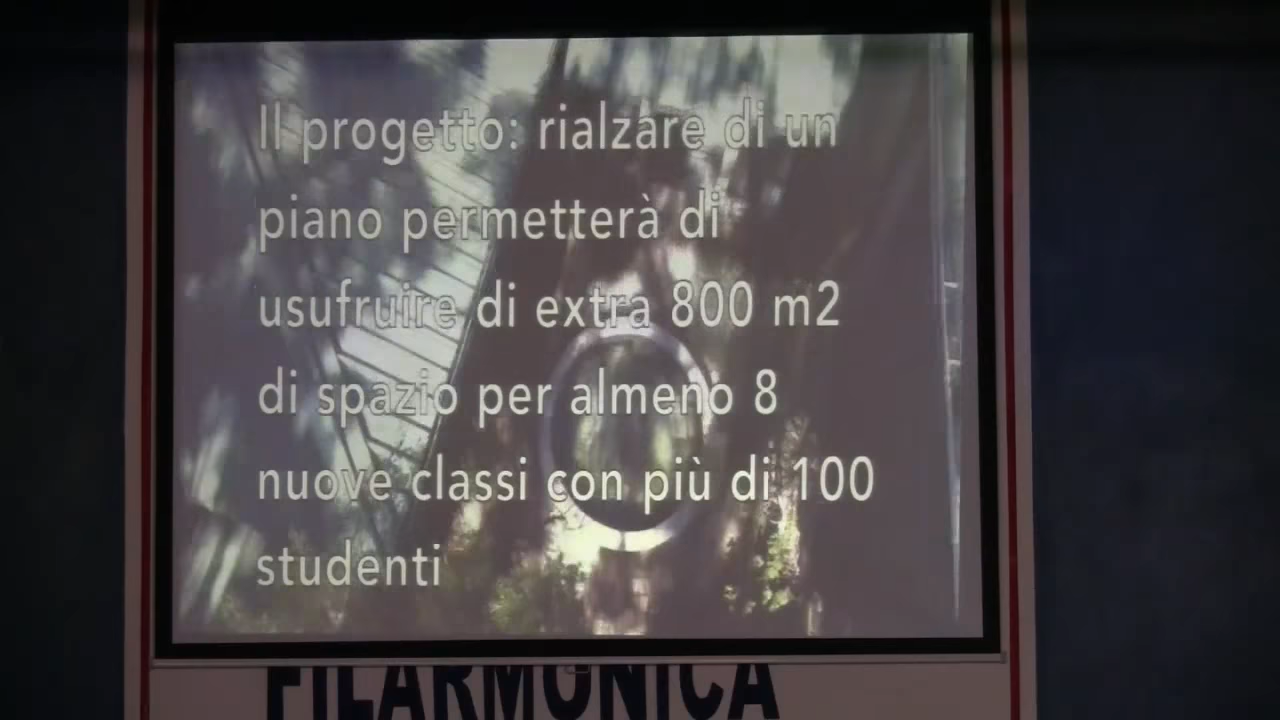 Il progetto: rialzare di un
piano permetterà di
usufruire di extra 800 m2
di spazio per almeno 8
nuove classi con più di 100
studenti
FILARMONICA